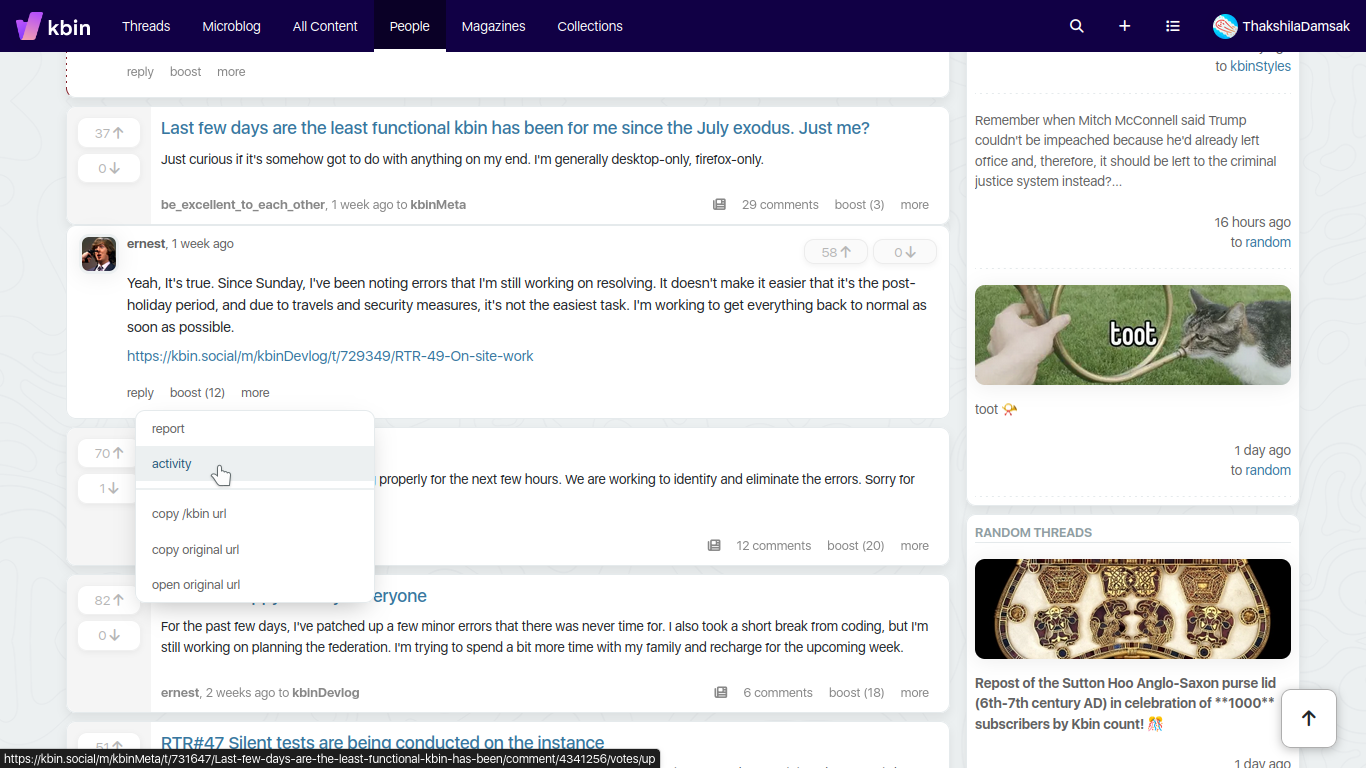 kbin Threads Microblog All Content People Magazines Collections ThakshilaDamsak
reply boost more
37
0
Last few days are the least functional kbin has been for me since the July exodus. Just me?
Just curious if it's somehow got to do with anything on my end. I'm generally desktop-only, firefox-only.
be_excellent_to_each_other, 1 week ago to kbinMeta 29 comments boost (3) more
ernest, 1 week ago
58 0
Yeah, It's true. Since Sunday, I've been noting errors that I'm still working on resolving. It doesn't make it easier that it's the post-
holiday period, and due to travels and security measures, it's not the easiest task. I'm working to get everything back to normal as
soon as possible.
https://kbin.social/m/kbinDevlog/t/729349/RTR-49-On-site-work
reply boost (12) more
report
activity
copy /kbin url
copy original url
open original url
70
1
properly for the next few hours. We are working to identify and eliminate the errors. Sorry for
12 comments boost (20) more
82
0
everyone
For the past few days, I've patched up a few minor errors that there was never time for. I also took a short break from coding, but I'm
still working on planning the federation. I'm trying to spend a bit more time with my family and recharge for the upcoming week.
ernest, 2 weeks ago to kbinDevlog 6 comments boost (18) more
51
RTR#47 Silent tests are being conducted on the instance
https://kbin.social/m/kbinMeta/t/731647/Last-few-days-are-the-least-functional-kbin-has-been/comment/4341256/votes/up
to kbinStyles
Remember when Mitch McConnell said Trump
couldn't be impeached because he'd already left
office and, therefore, it should be left to the criminal
justice system instead?...
16 hours ago
to random
toot
toot
1 day ago
to random
RANDOM THREADS
Repost of the Sutton Hoo Anglo-Saxon purse lid
(6th-7th century AD) in celebration of **1000**
subscribers by Kbin count!
1 day ago